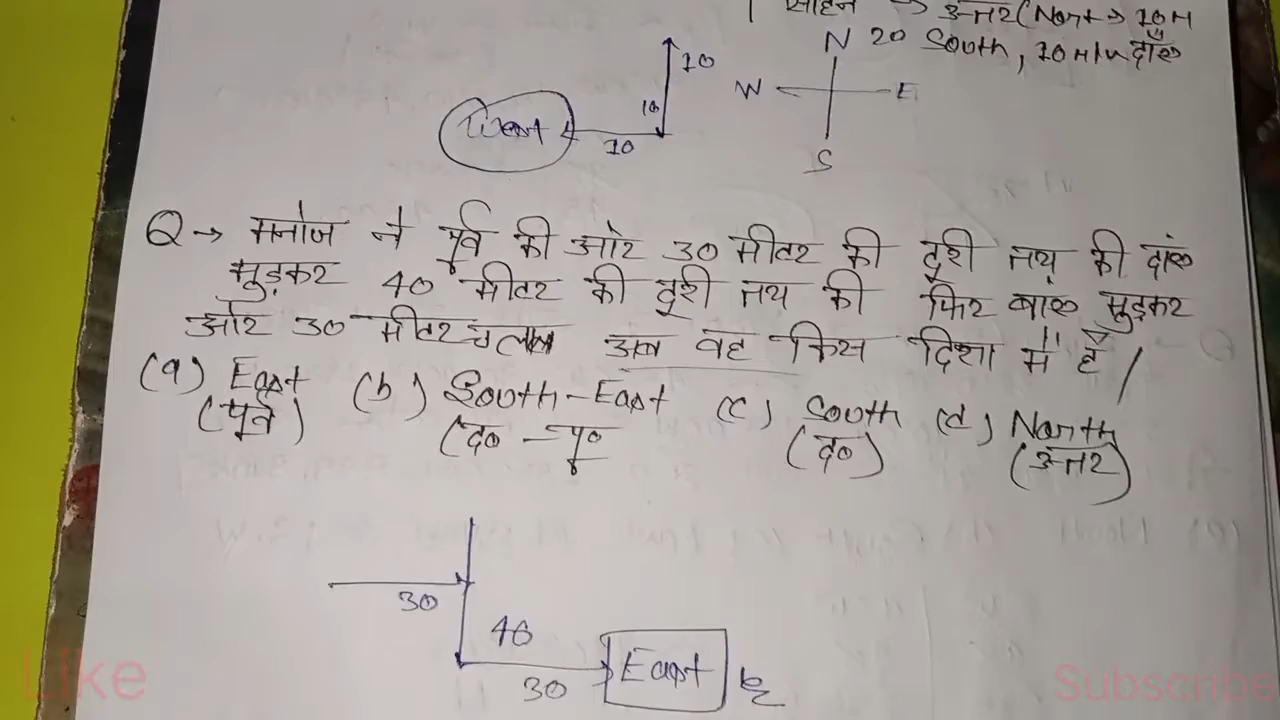 साहन → उत्तर (Nort → 10 M
20 South, 10 M
N
W E
S
10
10
West
10
Q → मनोज ने पूर्व की ओर 30 मीटर की दूरी तय की दांए
मुड़कर 40 मीटर की दूरी तय की फिर बाए मुड़कर
और 30 मीटर चला अब वह किस दिशा में है /
(a) East (b) South-East (c) South (d) North
(पूर्व) (द० - पू० (द०) (उत्तर)
30
40
30 East
Like
Subscribe